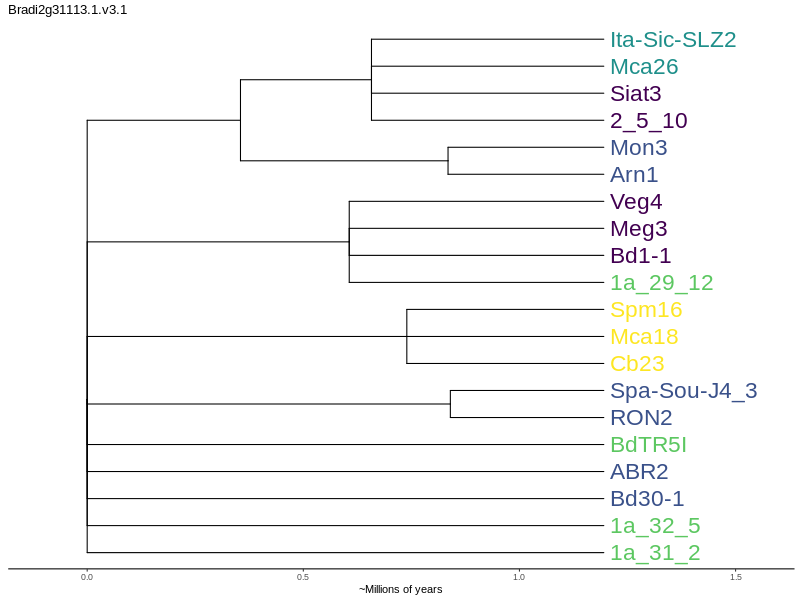 Bradi2g31113.1.v3.1
Ita-Sic-SLZ2
Mca26
Siat3
2_5_10
Mon3
Arn1
Veg4
Meg3
Bd1-1
1a_29_12
Spm16
Mca18
Cb23
Spa-Sou-J4_3
RON2
BdTR5I
ABR2
Bd30-1
1a_32_5
1a_31_2
0.0 0.5 1.0 1.5
~Millions of years